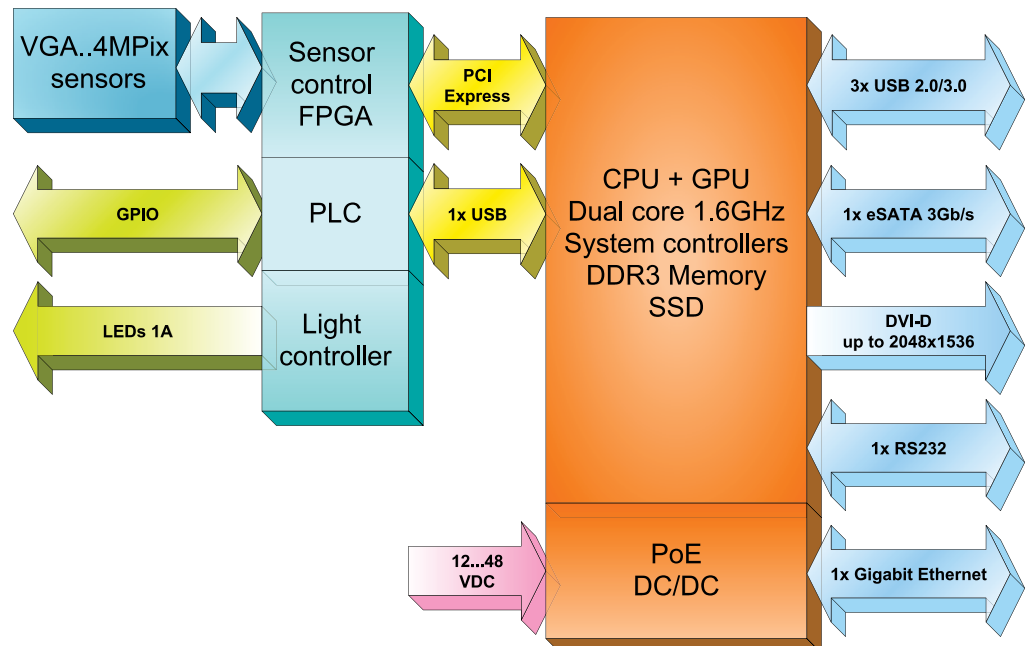 VGA..4MPix
sensors
Sensor
control
FPGA
PCI
Express
3x USB 2.0/3.0
GPIO
PLC
1x USB
CPU + GPU
Dual core 1.6GHz
System controllers
DDR3 Memory
SSD
1x eSATA 3Gb/s
LEDs 1A
Light
controller
DVI-D
up to 2048x1536
1x RS232
12...48
VDC
PoE
DC/DC
1x Gigabit Ethernet